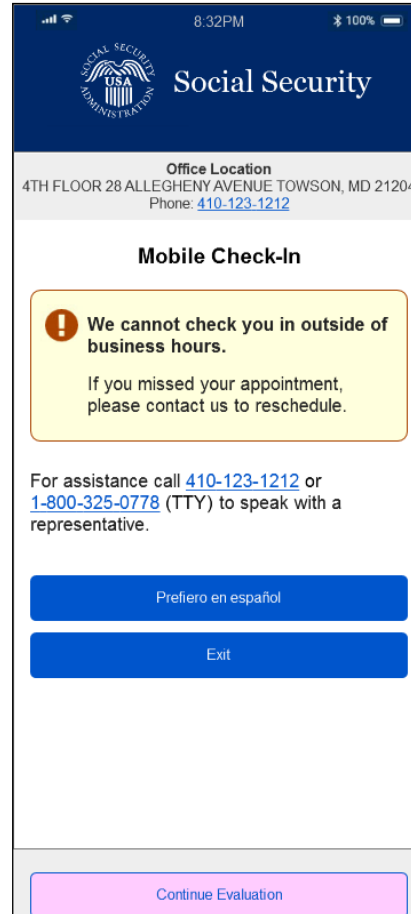 8:32PM
100%
SOCIAL SECURITY ADMINISTRATION
USA
Social Security
Office Location
4TH FLOOR 28 ALLEGHENY AVENUE TOWSON, MD 21204
Phone: 410-123-1212
Mobile Check-In
We cannot check you in outside of
business hours.
If you missed your appointment,
please contact us to reschedule.
For assistance call 410-123-1212 or
1-800-325-0778 (TTY) to speak with a
representative.
Prefiero en español
Exit
Continue Evaluation